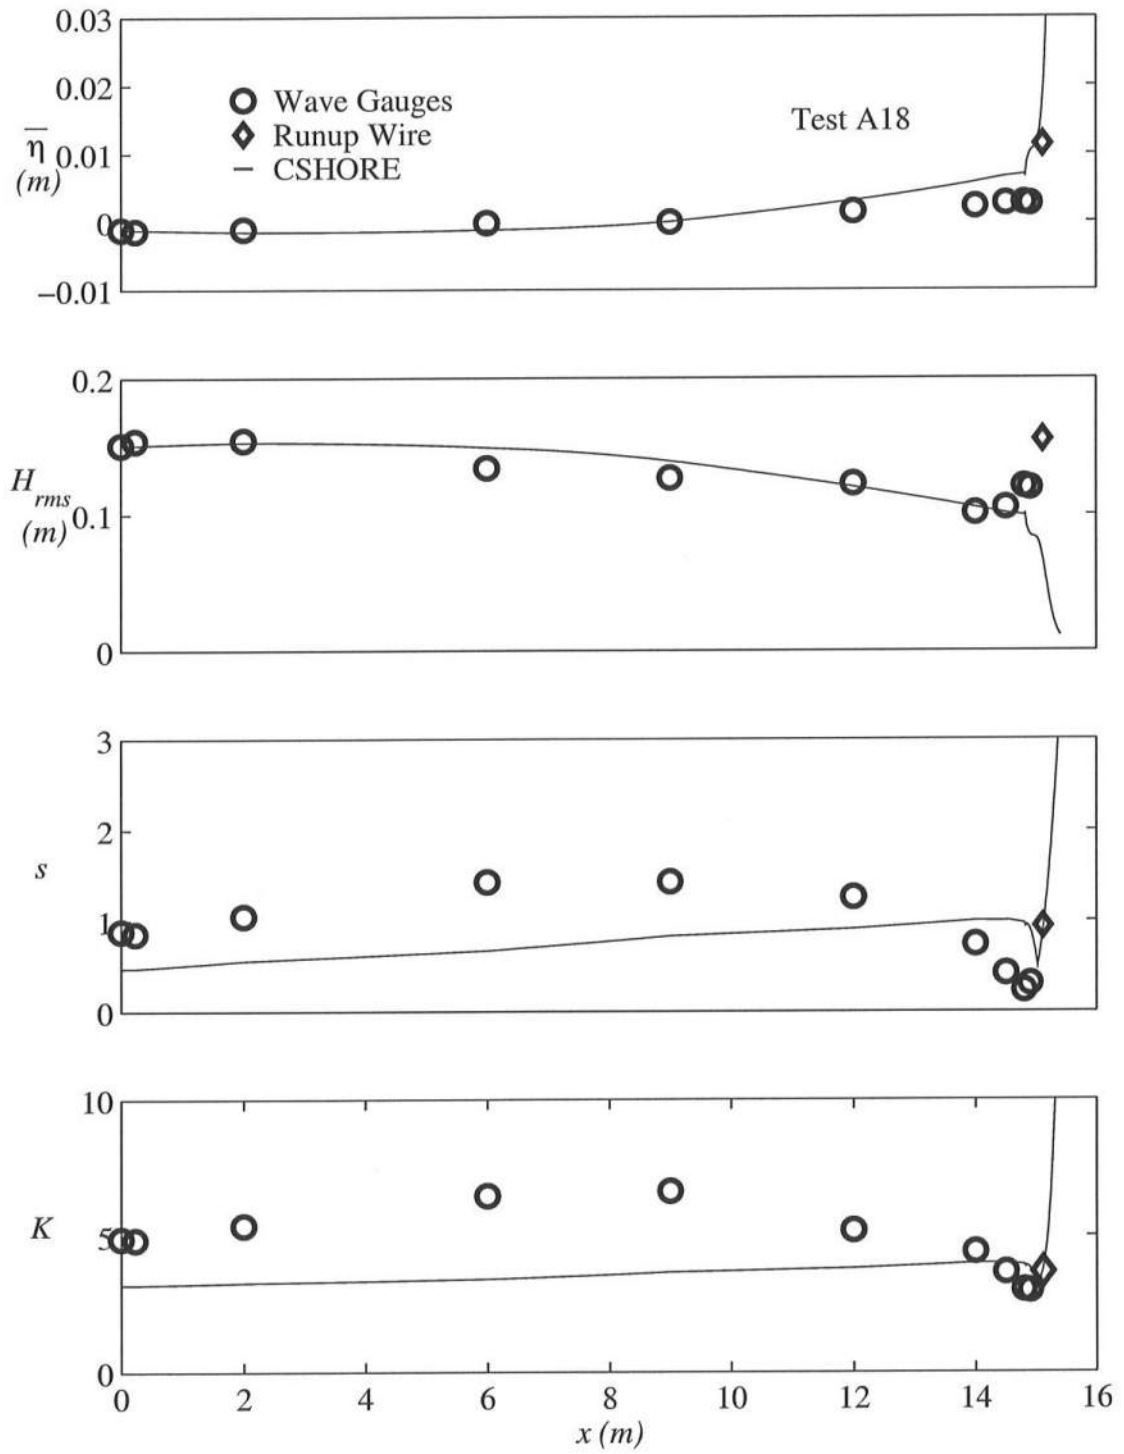 0.03
0.02
0.01
0
−0.01
η
(m)
Wave Gauges
Runup Wire
CSHORE
Test A18
0.2
0.1
0
H rms
(m)
3
2
1
0
s
10
5
0
K
0 2 4 6 8 10 12 14 16
x (m)